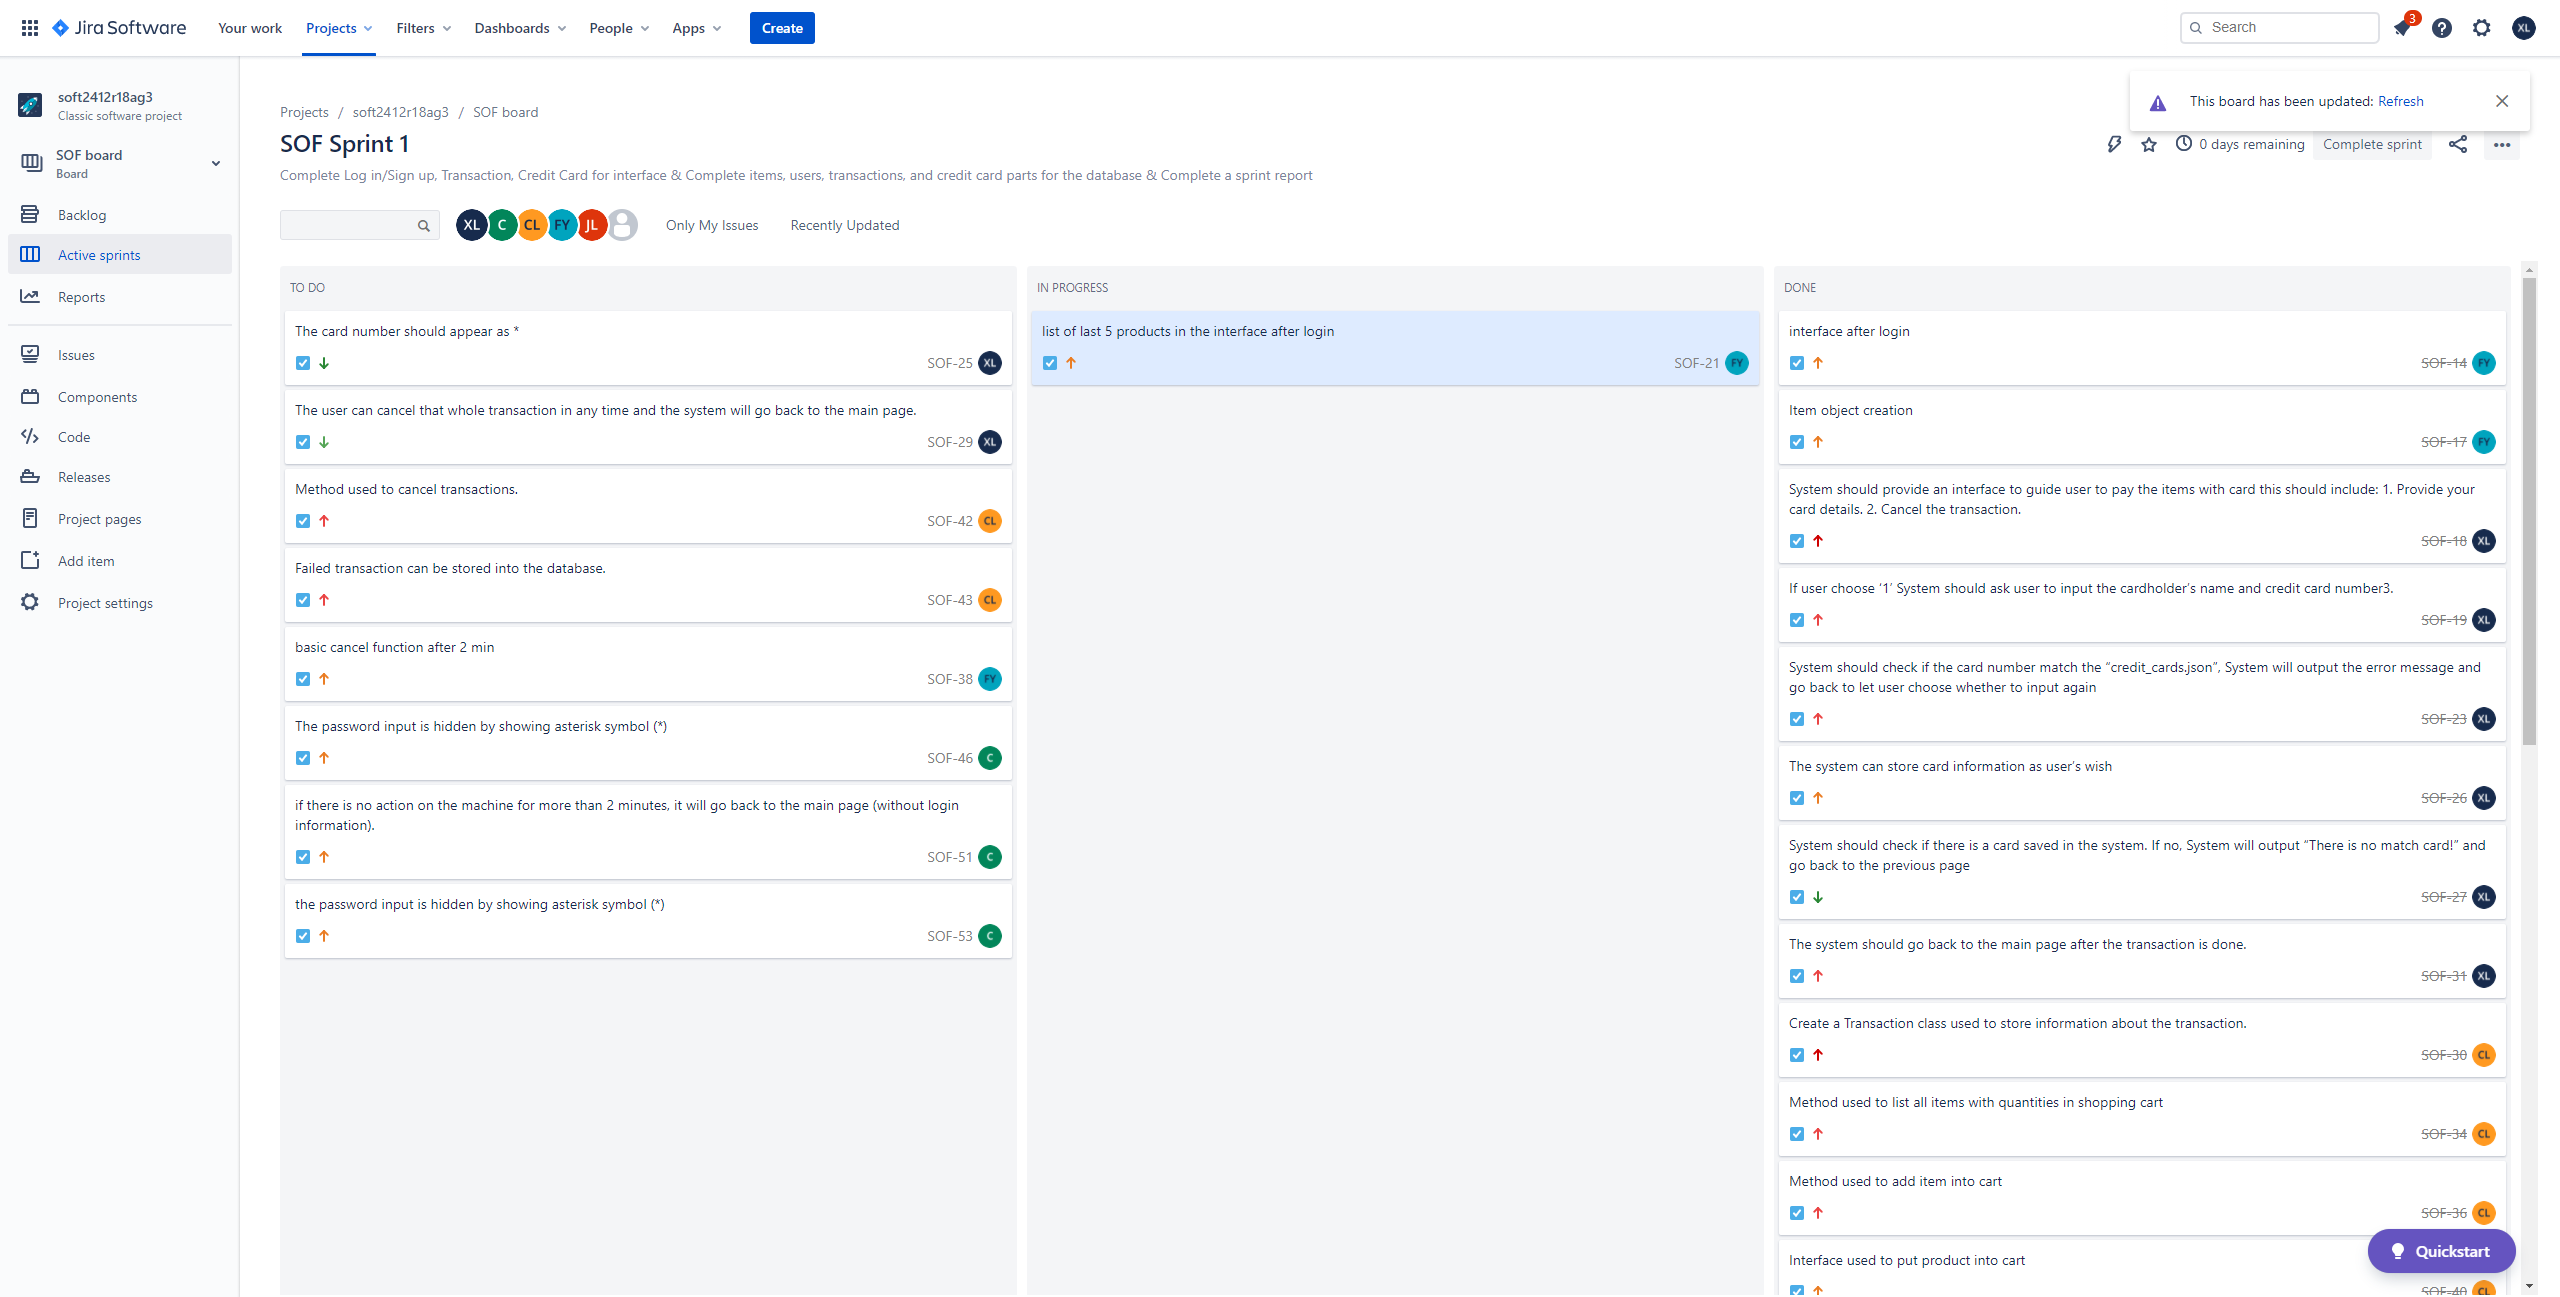 Jira Software
Your work
Projects
Filters
Dashboards
People
Apps
Create
Search
3
XL
soft2412r18ag3
Classic software project
SOF board
Board
Backlog
Active sprints
Reports
Issues
Components
Code
Releases
Project pages
Add item
Project settings
Projects / soft2412r18ag3 / SOF board
This board has been updated: Refresh
SOF Sprint 1
0 days remaining
Complete sprint
Complete Log in/Sign up, Transaction, Credit Card for interface & Complete items, users, transactions, and credit card parts for the database & Complete a sprint report
XL C CL FY JL
Only My Issues
Recently Updated
TO DO
The card number should appear as *
SOF-25 XL
The user can cancel that whole transaction in any time and the system will go back to the main page.
SOF-29 XL
Method used to cancel transactions.
SOF-42 CL
Failed transaction can be stored into the database.
SOF-43 CL
basic cancel function after 2 min
SOF-38 FY
The password input is hidden by showing asterisk symbol (*)
SOF-46 C
if there is no action on the machine for more than 2 minutes, it will go back to the main page (without login
information).
SOF-51 C
the password input is hidden by showing asterisk symbol (*)
SOF-53 C
IN PROGRESS
list of last 5 products in the interface after login
SOF-21 FY
DONE
interface after login
SOF-14 FY
Item object creation
SOF-17 FY
System should provide an interface to guide user to pay the items with card this should include: 1. Provide your
card details. 2. Cancel the transaction.
SOF-18 XL
If user choose ‘1’ System should ask user to input the cardholder’s name and credit card number3.
SOF-19 XL
System should check if the card number match the “credit_cards.json”, System will output the error message and
go back to let user choose whether to input again
SOF-23 XL
The system can store card information as user’s wish
SOF-26 XL
System should check if there is a card saved in the system. If no, System will output “There is no match card!” and
go back to the previous page
SOF-27 XL
The system should go back to the main page after the transaction is done.
SOF-31 XL
Create a Transaction class used to store information about the transaction.
SOF-30 CL
Method used to list all items with quantities in shopping cart
SOF-34 CL
Method used to add item into cart
SOF-36 CL
Interface used to put product into cart
SOF-40 CL
Quickstart